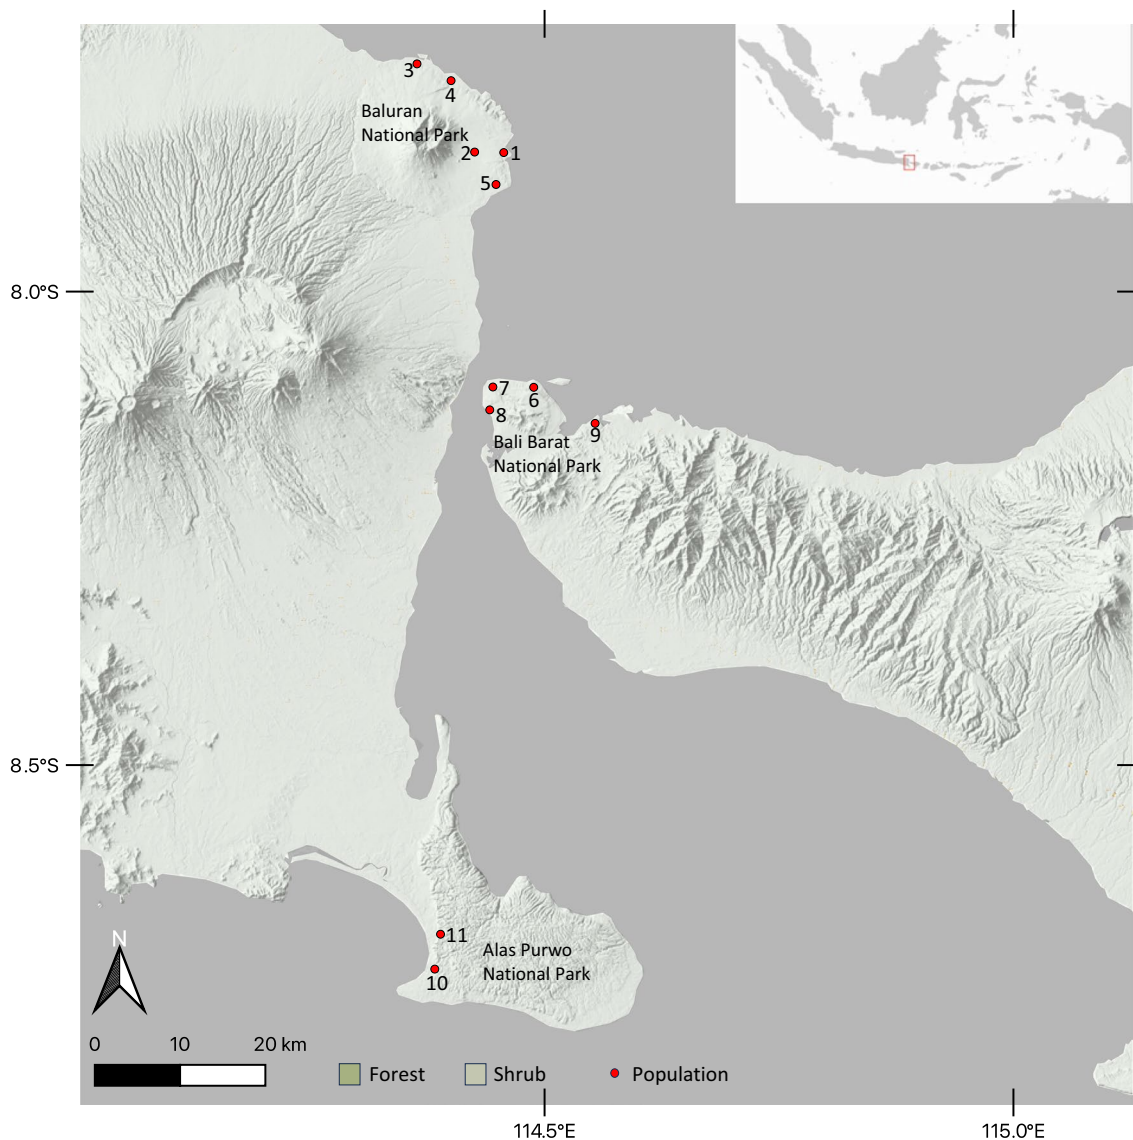 3
4
Baluran
National Park
2
1
5
8.0°S
7
6
8
9
Bali Barat
National Park
8.5°S
11
Alas Purwo
National Park
10
N
0 10 20 km
Forest Shrub Population
114.5°E 115.0°E